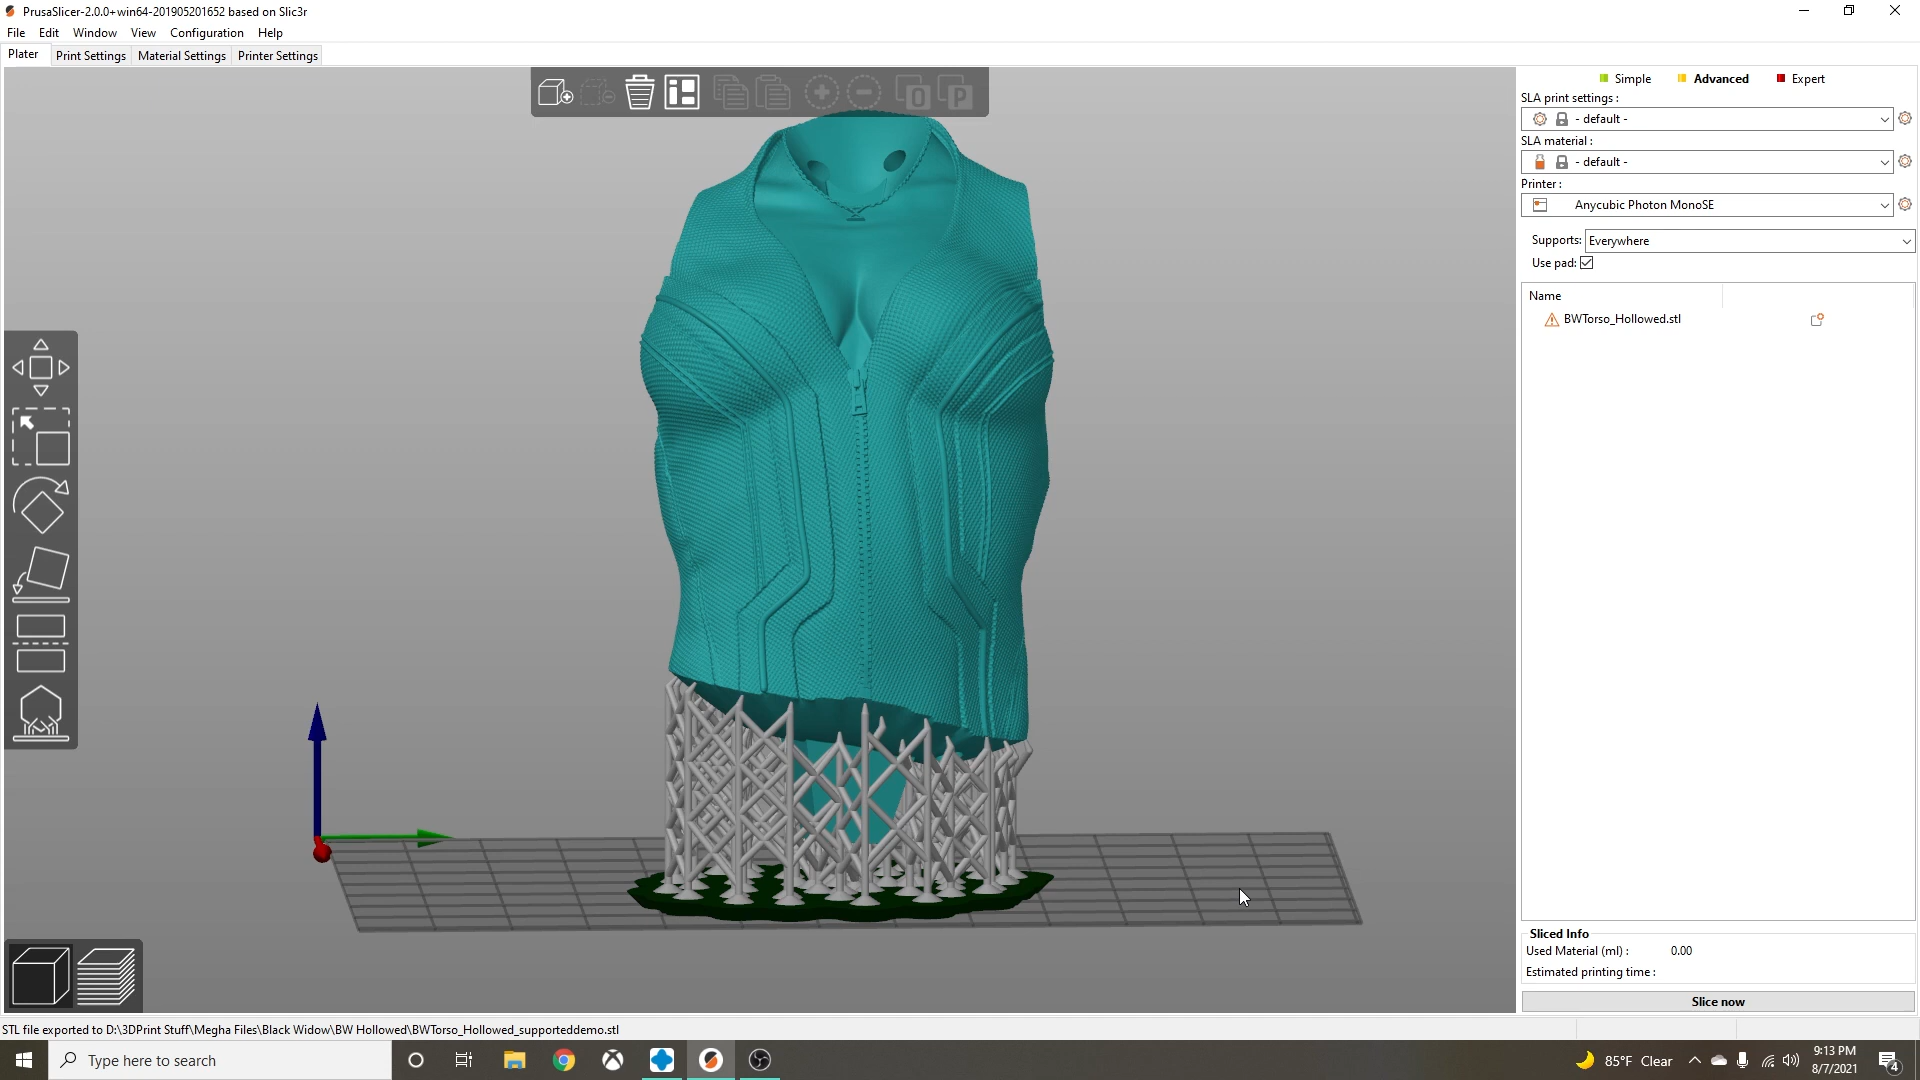 PrusaSlicer-2.0.0+win64-201905201652 based on Slic3r
File Edit Window View Configuration Help
Plater Print Settings Material Settings Printer Settings
Simple Advanced Expert
SLA print settings :
- default -
SLA material :
- default -
Printer :
Anycubic Photon MonoSE
Supports: Everywhere
Use pad:
Name
BWTorso_Hollowed.stl
O P
Sliced Info
Used Material (ml) : 0.00
Estimated printing time :
Slice now
STL file exported to D:\3DPrint Stuff\Megha Files\Black Widow\BW Hollowed\BWTorso_Hollowed_supporteddemo.stl
Type here to search
85°F Clear
9:13 PM
8/7/2021
4